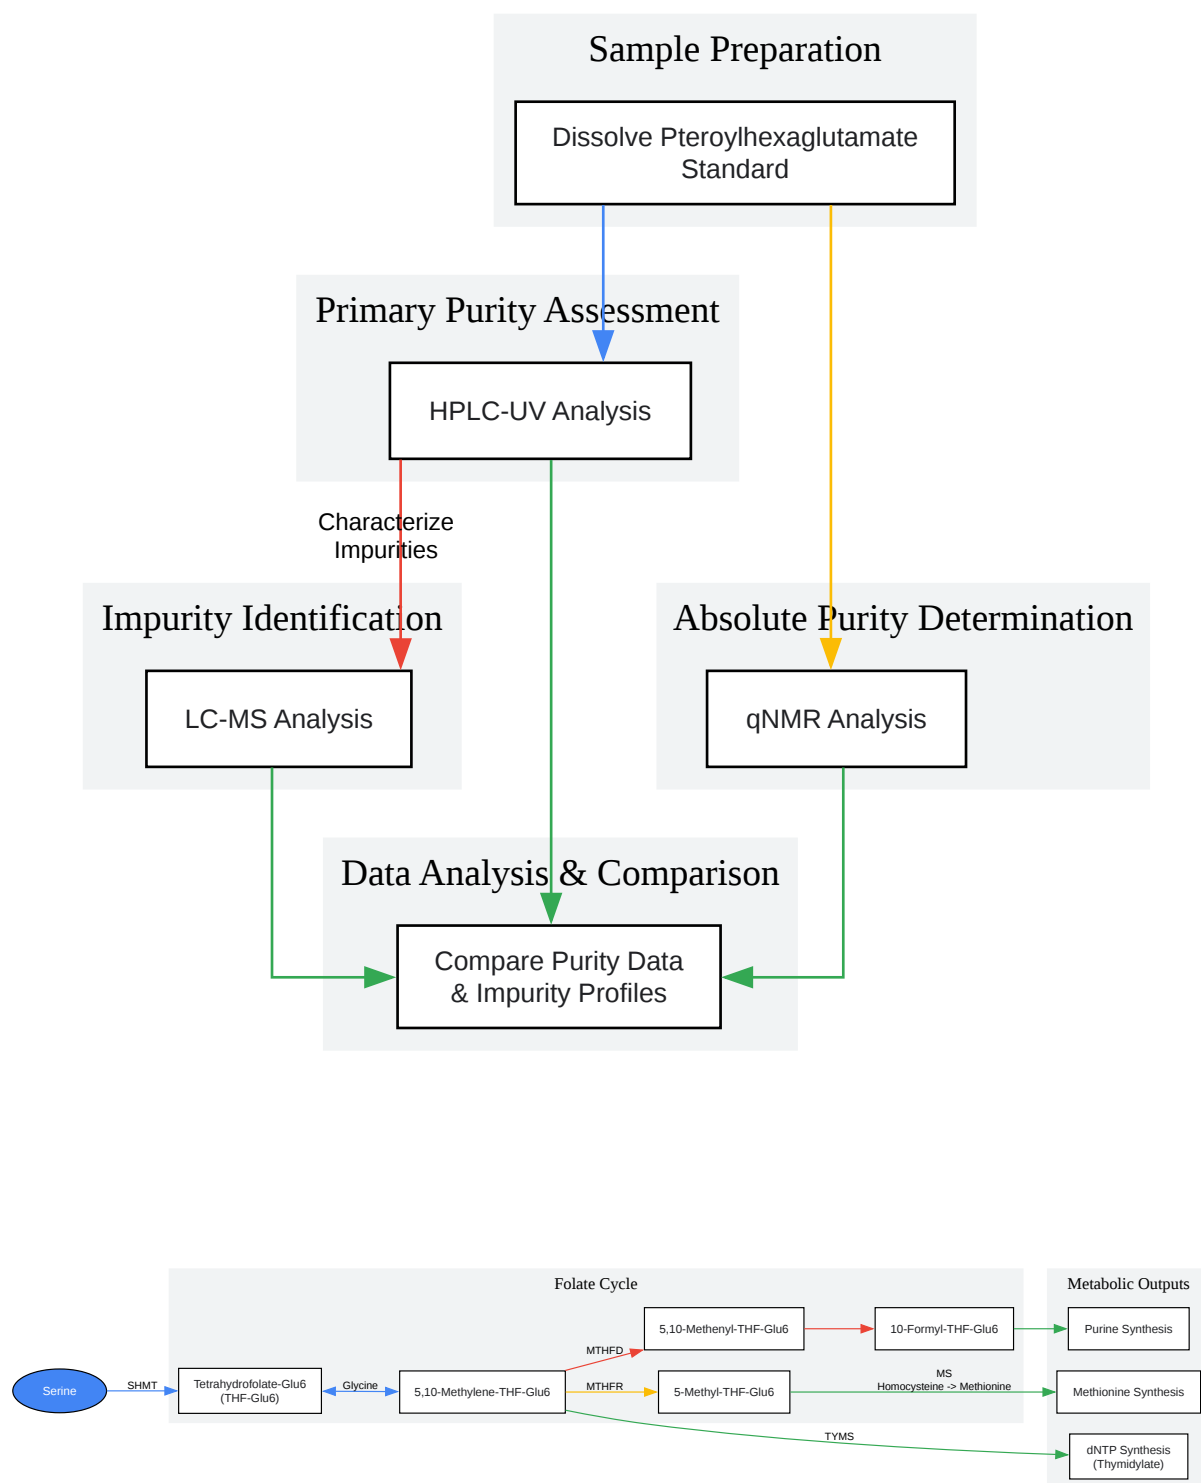 Sample Preparation
Dissolve Pteroylhexaglutamate
Standard
Primary Purity Assessment
HPLC-UV Analysis
Characterize
Impurities
Impurity Identification
Absolute Purity Determination
LC-MS Analysis
qNMR Analysis
Data Analysis & Comparison
Compare Purity Data
& Impurity Profiles
Folate Cycle
Metabolic Outputs
5,10-Methenyl-THF-Glu6
10-Formyl-THF-Glu6
Purine Synthesis
MTHFD
Serine
SHMT
Tetrahydrofolate-Glu6
(THF-Glu6)
Glycine
5,10-Methylene-THF-Glu6
MTHFR
5-Methyl-THF-Glu6
MS
Homocysteine -> Methionine
Methionine Synthesis
TYMS
dNTP Synthesis
(Thymidylate)